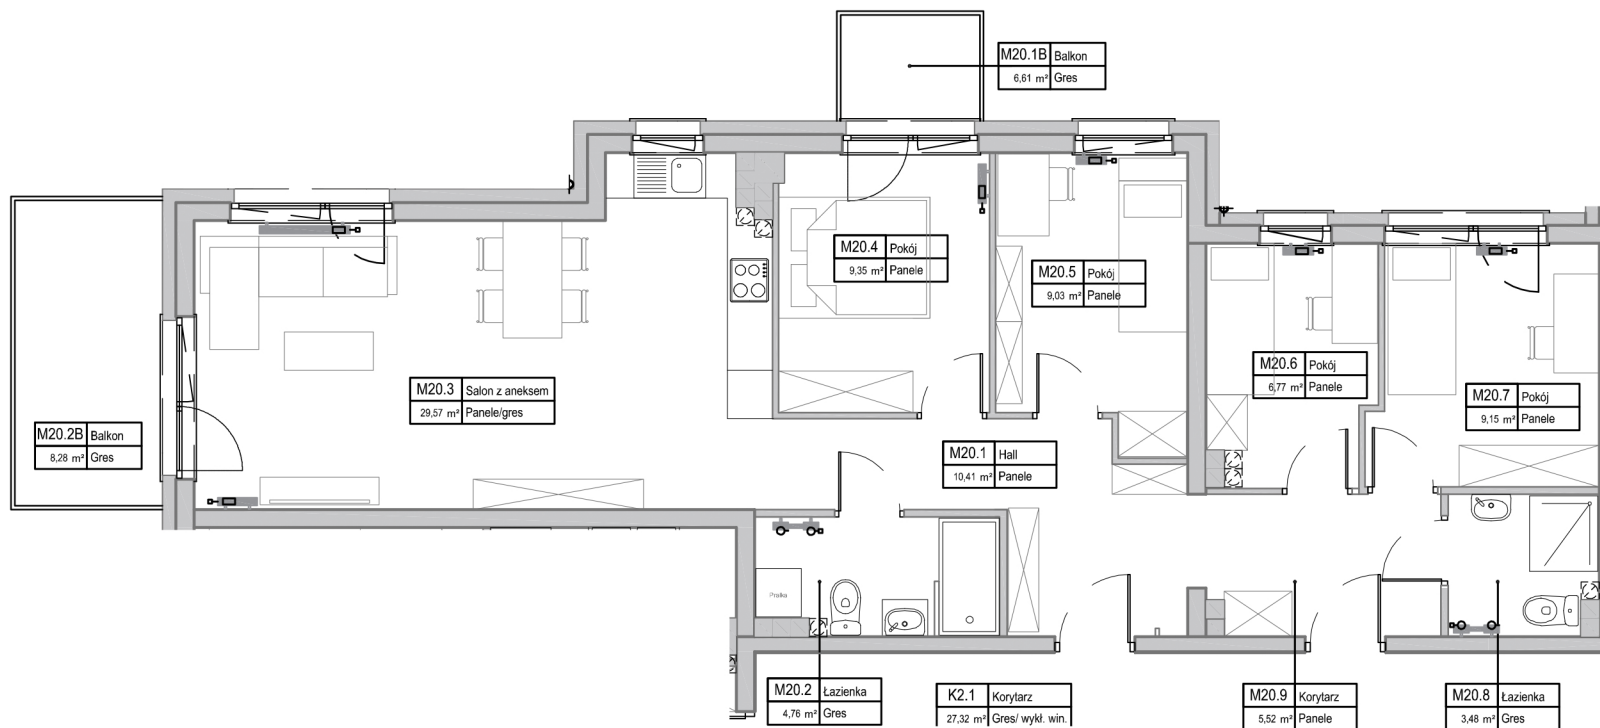 M20.1B Balkon
6,61 m² Gres
M20.4 Pokój
9,35 m² Panele
M20.5 Pokój
9,03 m² Panele
M20.6 Pokój
6,77 m² Panele
M20.7 Pokój
9,15 m² Panele
M20.3 Salon z aneksem
29,57 m² Panele/gres
M20.2B Balkon
8,28 m² Gres
M20.1 Hall
10,41 m² Panele
Pralka
M20.2 Łazienka
4,76 m² Gres
K2.1 Korytarz
27,32 m² Gres/ wykł. win.
M20.9 Korytarz
5,52 m² Panele
M20.8 Łazienka
3,48 m² Gres